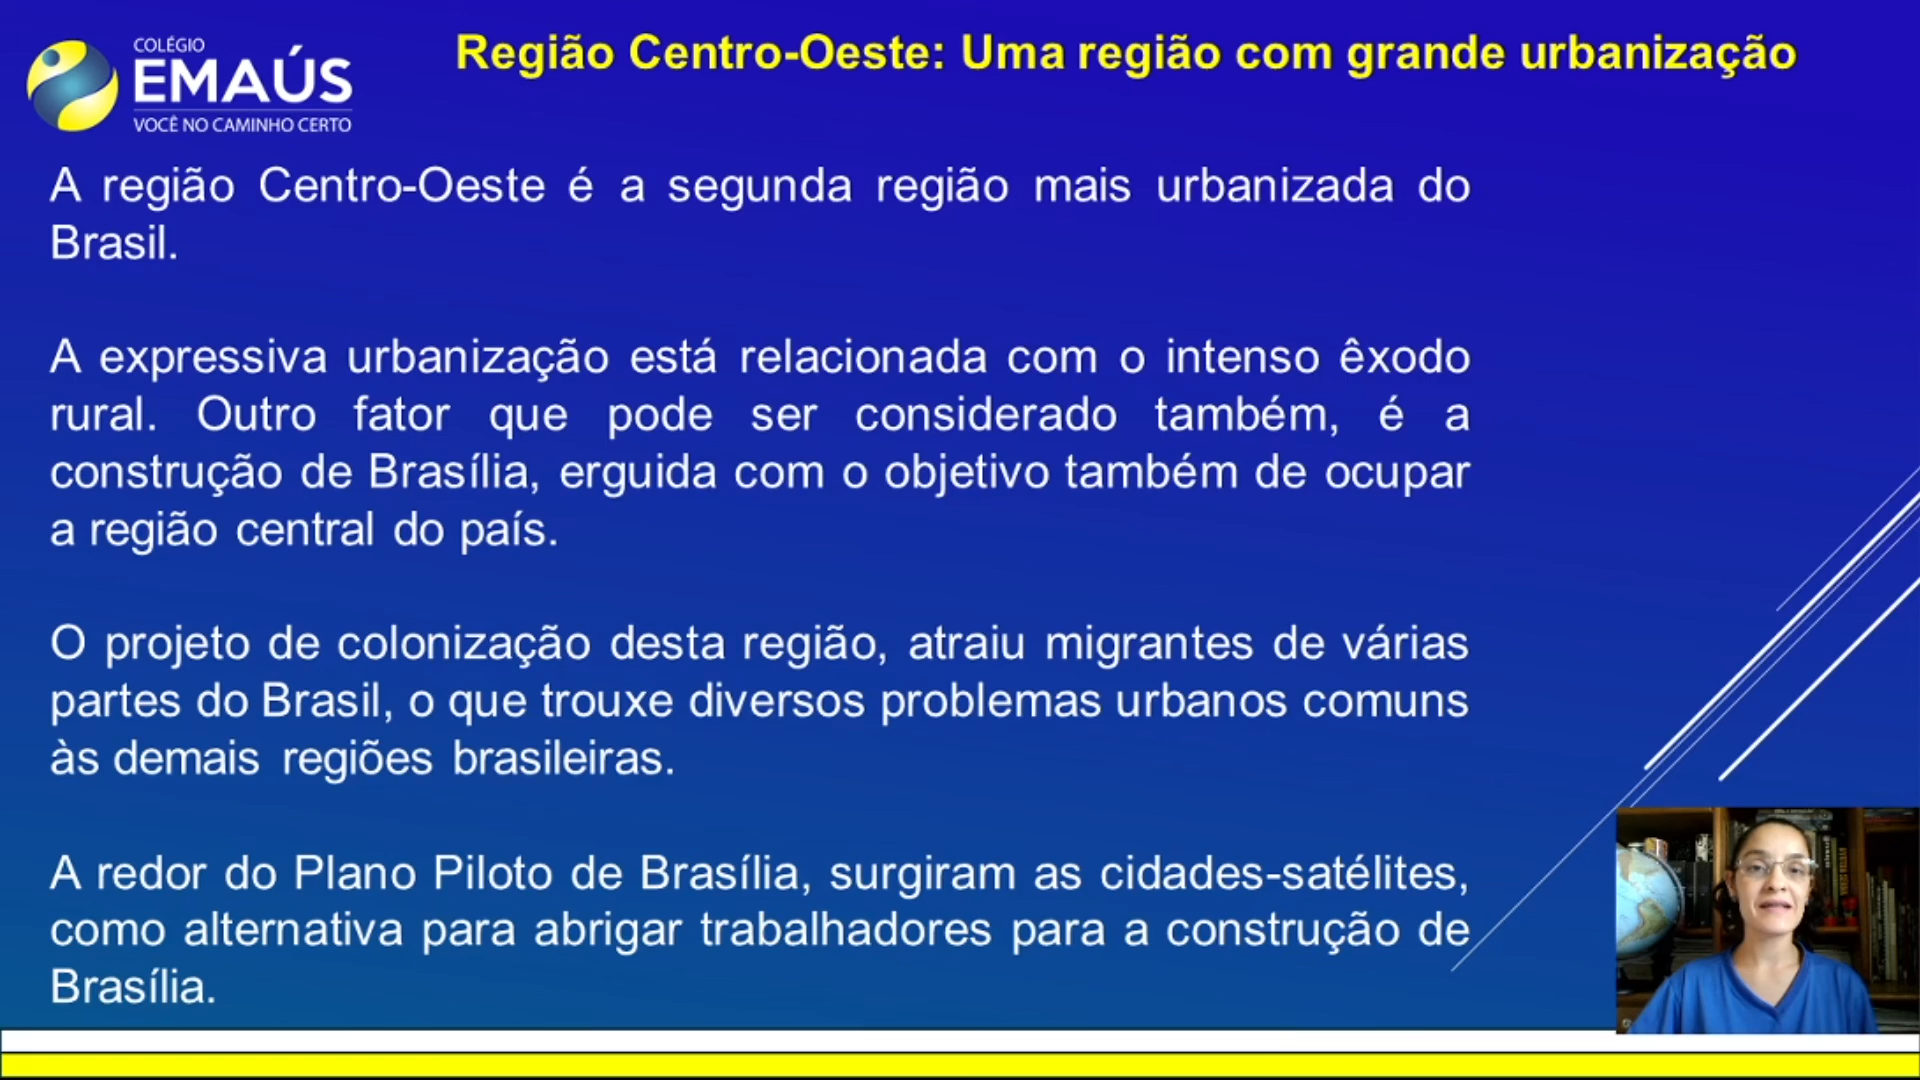 COLÉGIO
EMAÚS
VOCÊ NO CAMINHO CERTO
Região Centro-Oeste: Uma região com grande urbanização
A região Centro-Oeste é a segunda região mais urbanizada do
Brasil.
A expressiva urbanização está relacionada com o intenso êxodo
rural. Outro fator que pode ser considerado também, é a
construção de Brasília, erguida com o objetivo também de ocupar
a região central do país.
O projeto de colonização desta região, atraiu migrantes de várias
partes do Brasil, o que trouxe diversos problemas urbanos comuns
às demais regiões brasileiras.
A redor do Plano Piloto de Brasília, surgiram as cidades-satélites,
como alternativa para abrigar trabalhadores para a construção de
Brasília.